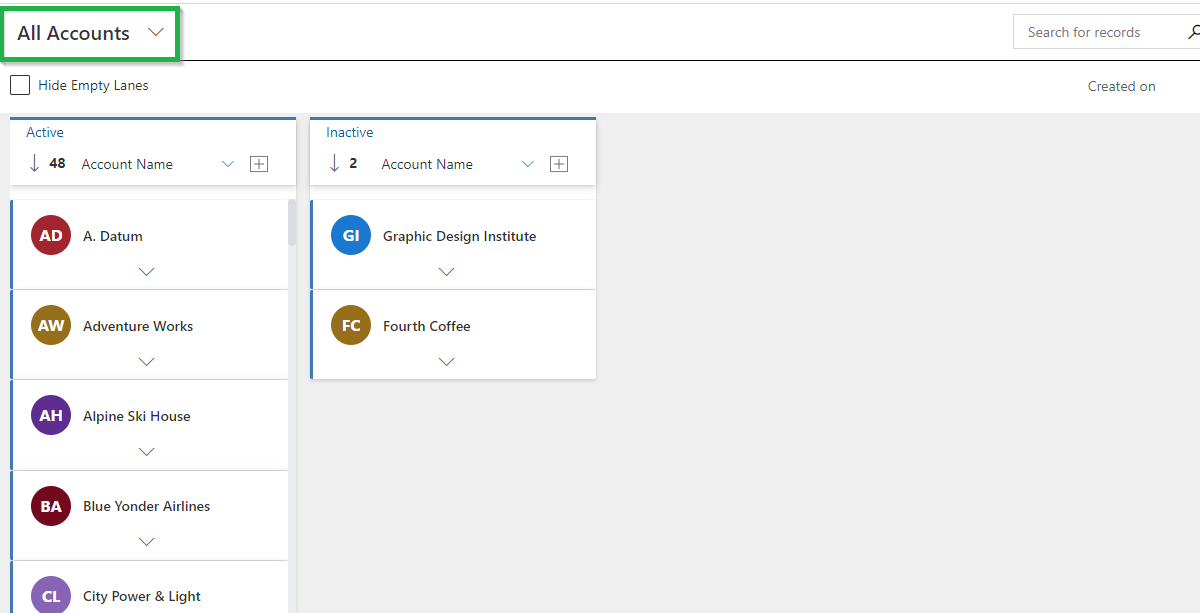 All Accounts
Search for records
Hide Empty Lanes
Created on
Active
48 Account Name
AD A. Datum
AW Adventure Works
AH Alpine Ski House
BA Blue Yonder Airlines
CL City Power & Light
Inactive
2 Account Name
GI Graphic Design Institute
FC Fourth Coffee